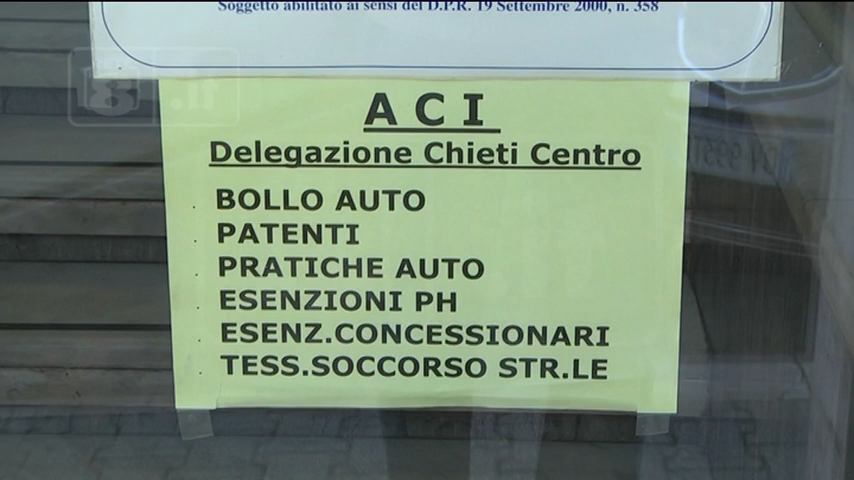 Soggetto abilitato ai sensi del D.P.R. 19 Settembre 2000, n. 358
A C I
Delegazione Chieti Centro
. BOLLO AUTO
. PATENTI
. PRATICHE AUTO
. ESENZIONI PH
. ESENZ.CONCESSIONARI
. TESS.SOCCORSO STR.LE